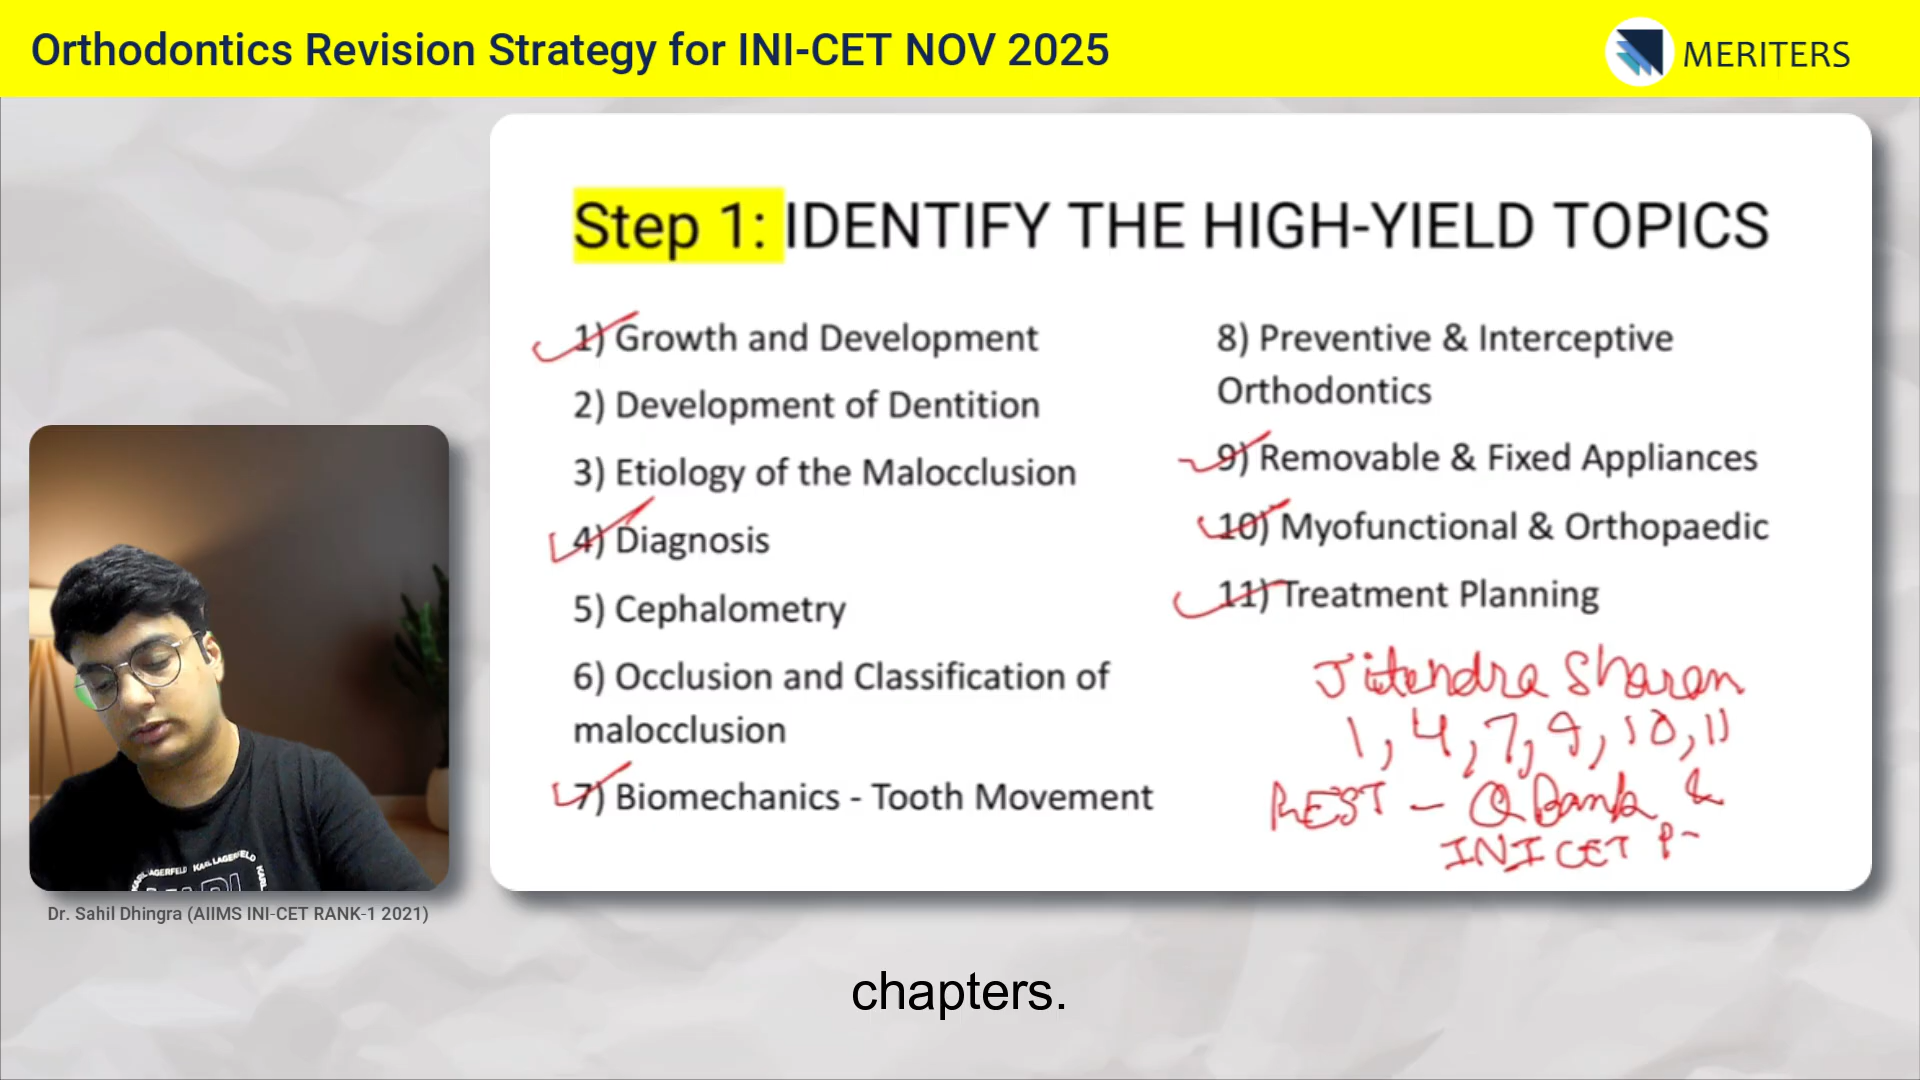 Orthodontics Revision Strategy for INI-CET NOV 2025
MERITERS
Step 1: IDENTIFY THE HIGH-YIELD TOPICS
1) Growth and Development
2) Development of Dentition
3) Etiology of the Malocclusion
4) Diagnosis
5) Cephalometry
6) Occlusion and Classification of
malocclusion
7) Biomechanics - Tooth Movement
8) Preventive & Interceptive
Orthodontics
9) Removable & Fixed Appliances
10) Myofunctional & Orthopaedic
11) Treatment Planning
Jitendra Sharan
1, 4, 7, 9, 10, 11
REST - Q Bank &
INICET P
KARL LAGERFELD
Dr. Sahil Dhingra (AIIMS INI-CET RANK-1 2021)
chapters.